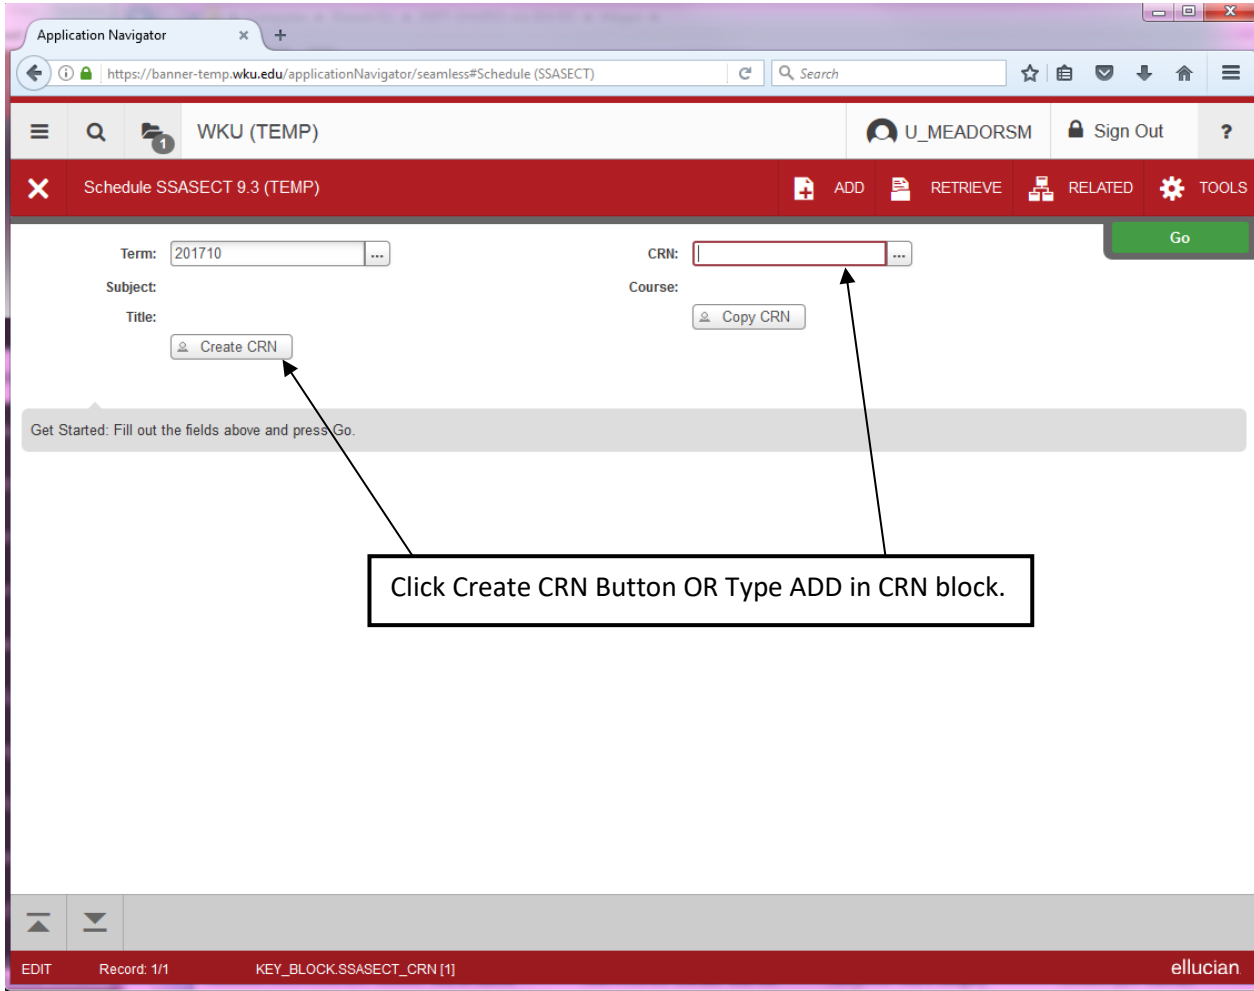 Application Navigator × +
https://banner-temp.wku.edu/applicationNavigator/seamless#Schedule (SSASECT) Search
1 WKU (TEMP) U_MEADORSM Sign Out ?
Schedule SSASECT 9.3 (TEMP) ADD RETRIEVE RELATED TOOLS
Go
Term: 201710 ... CRN: ...
Subject: Course:
Title: Copy CRN
Create CRN
Get Started: Fill out the fields above and press Go.
Click Create CRN Button OR Type ADD in CRN block.
EDIT Record: 1/1 KEY_BLOCK.SSASECT_CRN [1] ellucian